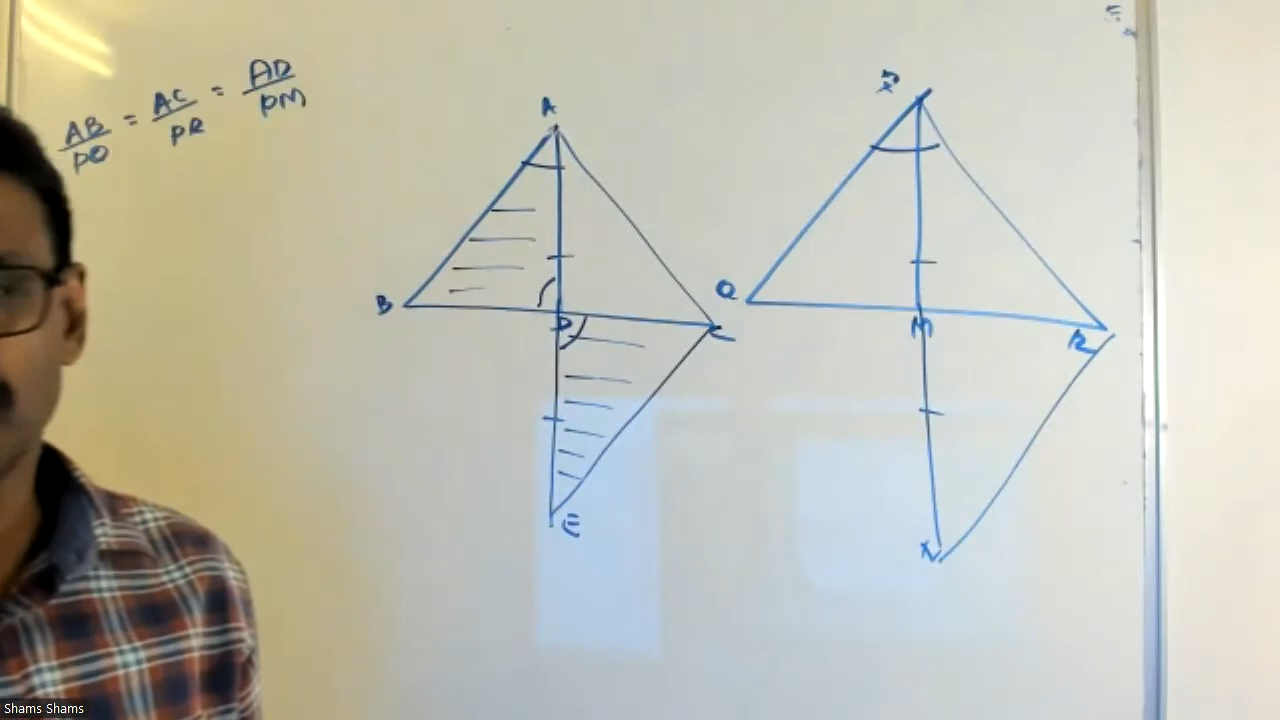 AB/PQ = AC/PR = AD/PM
A
P
B
D
C
Q
M
R
E
N
Shams Shams